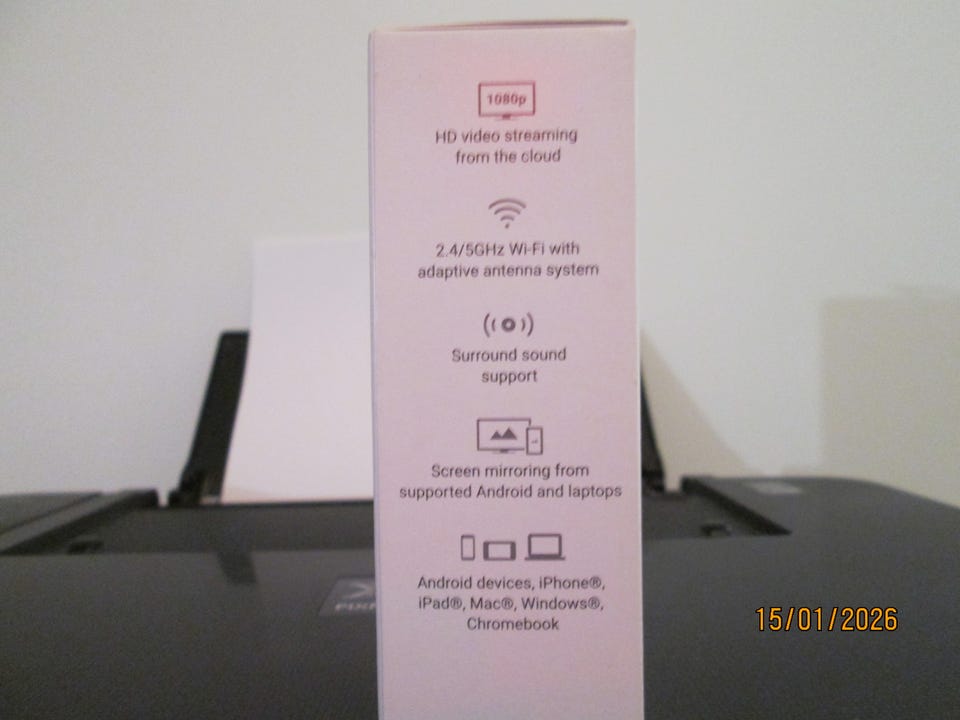 1080p
HD video streaming
from the cloud
2.4/5GHz Wi-Fi with
adaptive antenna system
Surround sound
support
Screen mirroring from
supported Android and laptops
Android devices, iPhone®,
iPad®, Mac®, Windows®,
Chromebook
15/01/2026